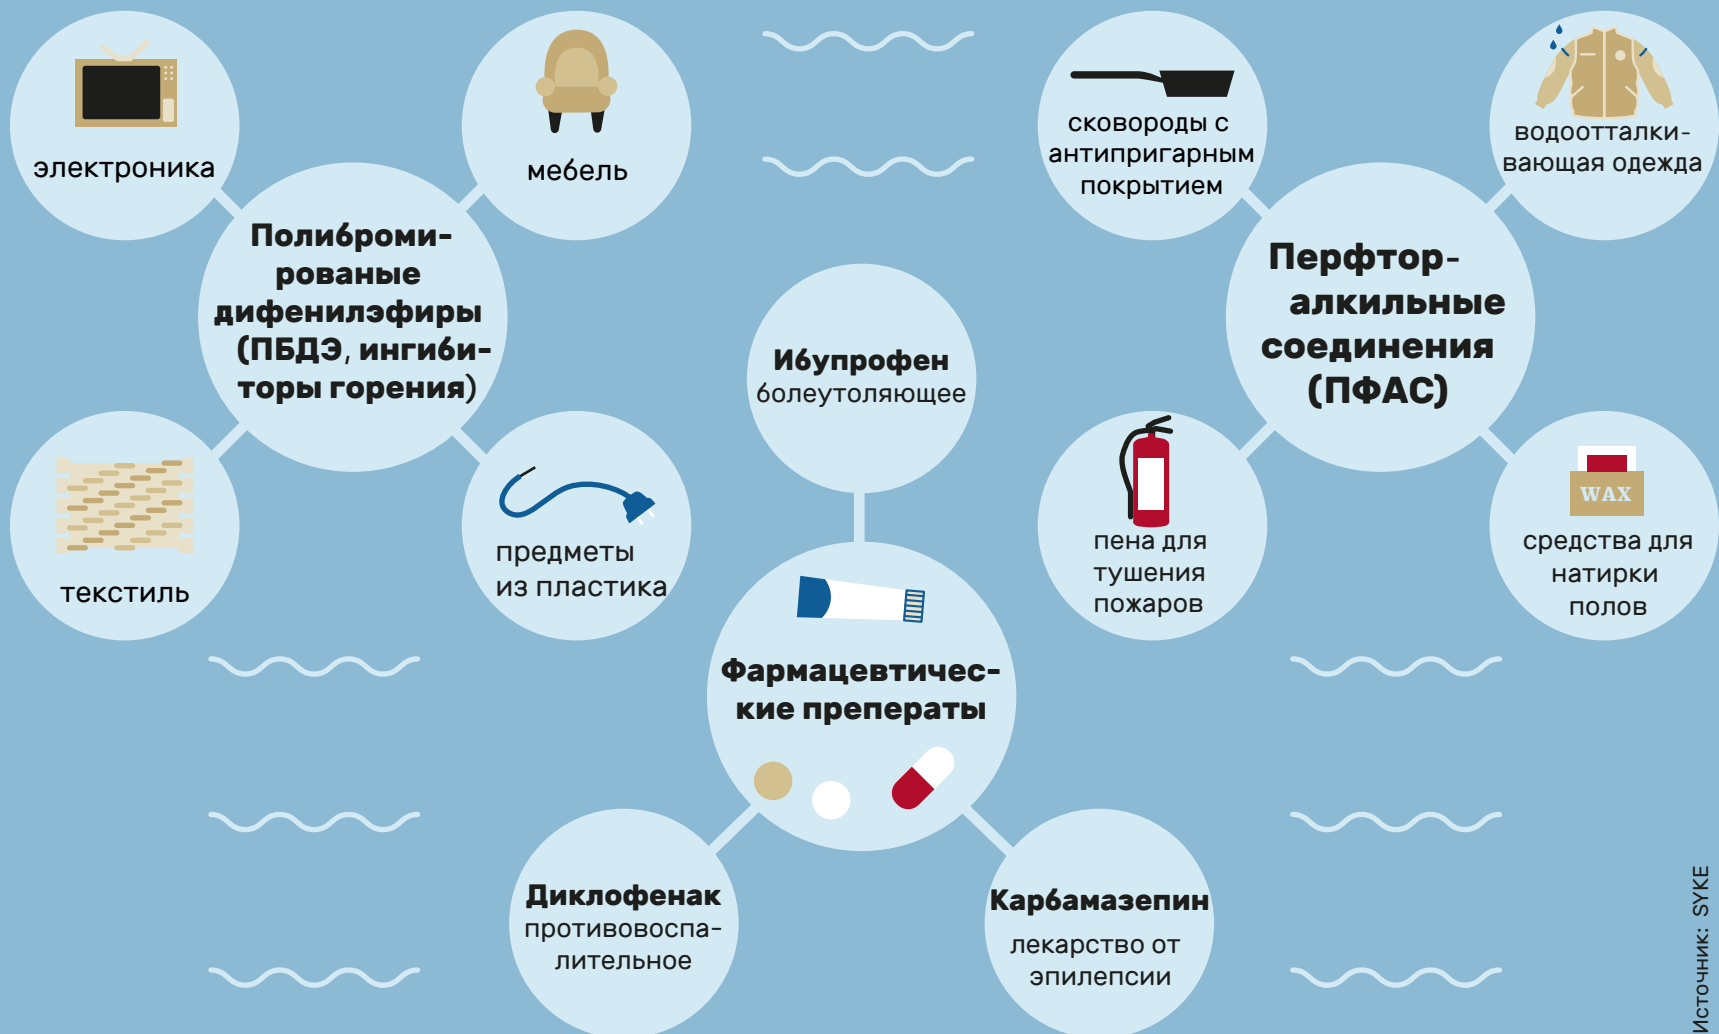 электроника
мебель
Полиброми-
рованые
дифенилэфиры
(ПБДЭ, ингиби-
торы горения)
текстиль
предметы
из пластика
сковороды с
антипригарным
покрытием
водоотталки-
вающая одежда
Перфтор-
алкильные
соединения
(ПФАС)
пена для
тушения
пожаров
WAX
средства для
натирки
полов
Ибупрофен
болеутоляющее
Фармацевтичес-
кие преператы
Диклофенак
противовоспа-
лительное
Карбамазепин
лекарство от
эпилепсии
Источник: SYKE